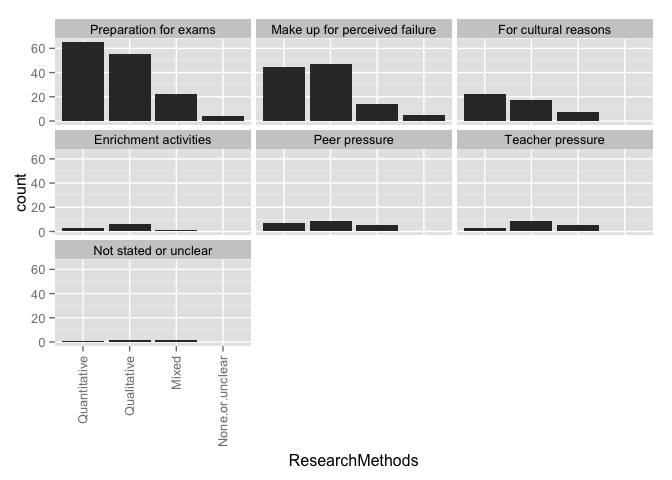 Preparation for exams
Make up for perceived failure
For cultural reasons
60
40
20
0
Enrichment activities
Peer pressure
Teacher pressure
60
40
20
0
count
Not stated or unclear
60
40
20
0
Quantitative
Qualitative
Mixed
None.or.unclear
ResearchMethods